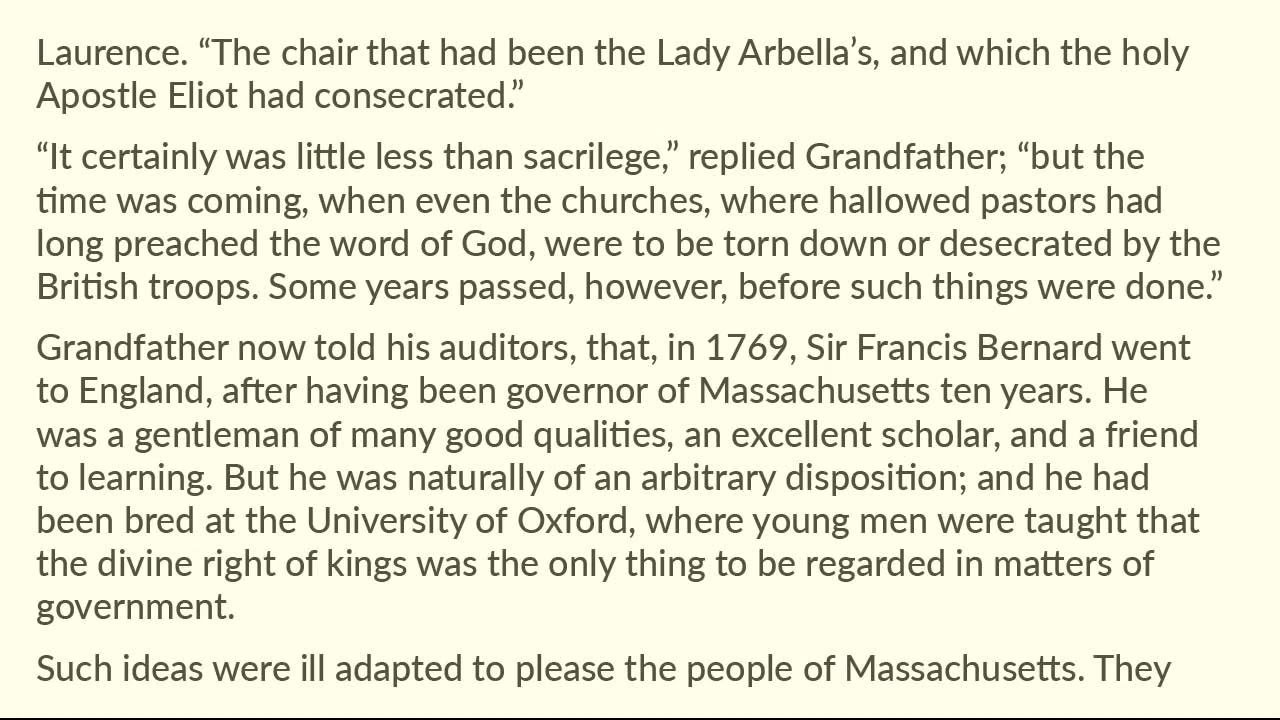 Laurence. “The chair that had been the Lady Arbella’s, and which the holy
Apostle Eliot had consecrated.”
“It certainly was little less than sacrilege,” replied Grandfather; “but the
time was coming, when even the churches, where hallowed pastors had
long preached the word of God, were to be torn down or desecrated by the
British troops. Some years passed, however, before such things were done.”
Grandfather now told his auditors, that, in 1769, Sir Francis Bernard went
to England, after having been governor of Massachusetts ten years. He
was a gentleman of many good qualities, an excellent scholar, and a friend
to learning. But he was naturally of an arbitrary disposition; and he had
been bred at the University of Oxford, where young men were taught that
the divine right of kings was the only thing to be regarded in matters of
government.
Such ideas were ill adapted to please the people of Massachusetts. They